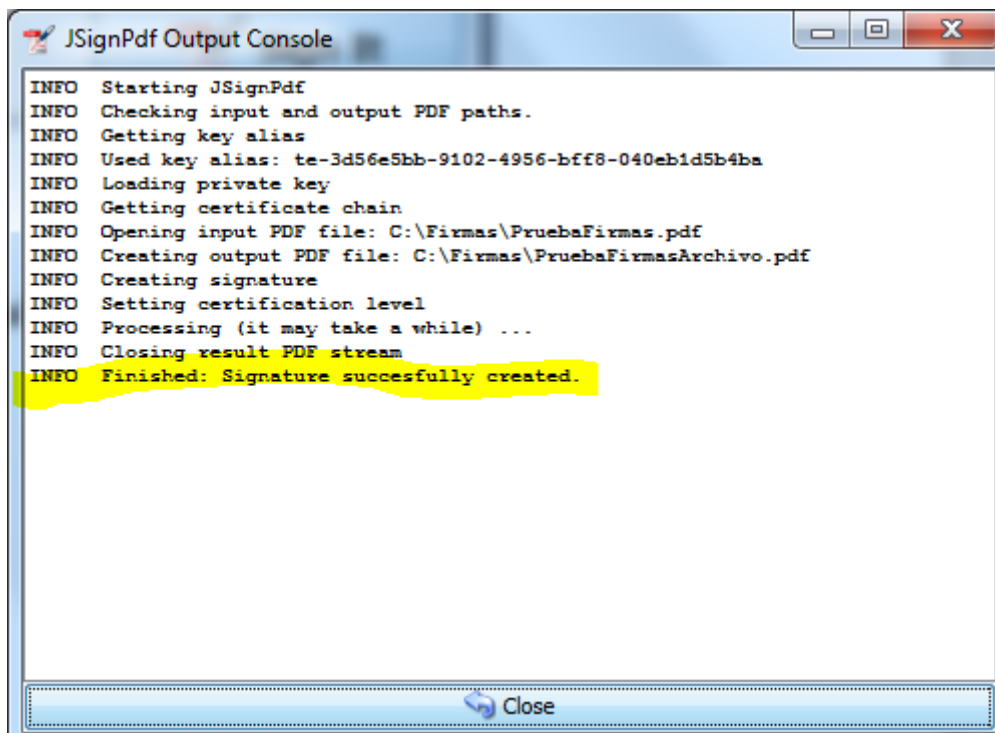 JSignPdf Output Console
INFO Starting JSignPdf
INFO Checking input and output PDF paths.
INFO Getting key alias
INFO Used key alias: te-3d56e5bb-9102-4956-bff8-040eb1d5b4ba
INFO Loading private key
INFO Getting certificate chain
INFO Opening input PDF file: C:\Firmas\PruebaFirmas.pdf
INFO Creating output PDF file: C:\Firmas\PruebaFirmasArchivo.pdf
INFO Creating signature
INFO Setting certification level
INFO Processing (it may take a while) ...
INFO Closing result PDF stream
INFO Finished: Signature succesfully created.
Close